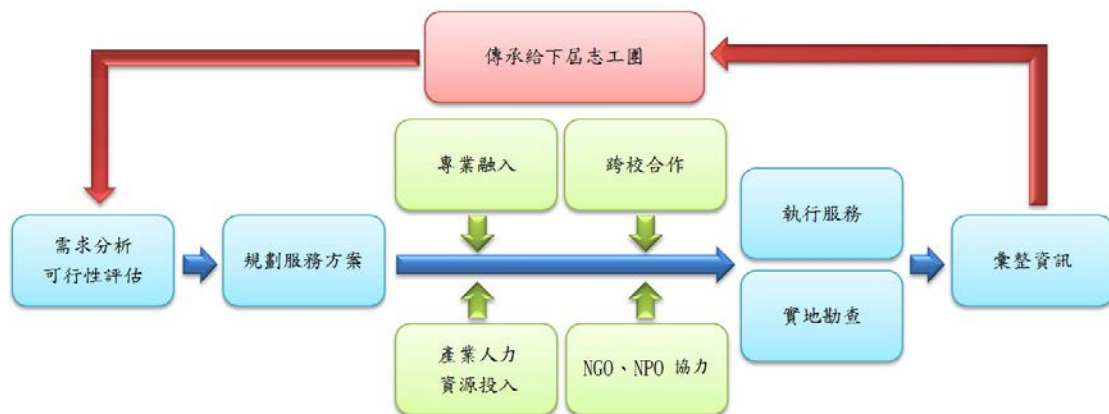 傳承給下屆志工團
專業融入
跨校合作
需求分析
可行性評估
規劃服務方案
執行服務
實地勘查
彙整資訊
產業人力
資源投入
NGO、NPO 協力